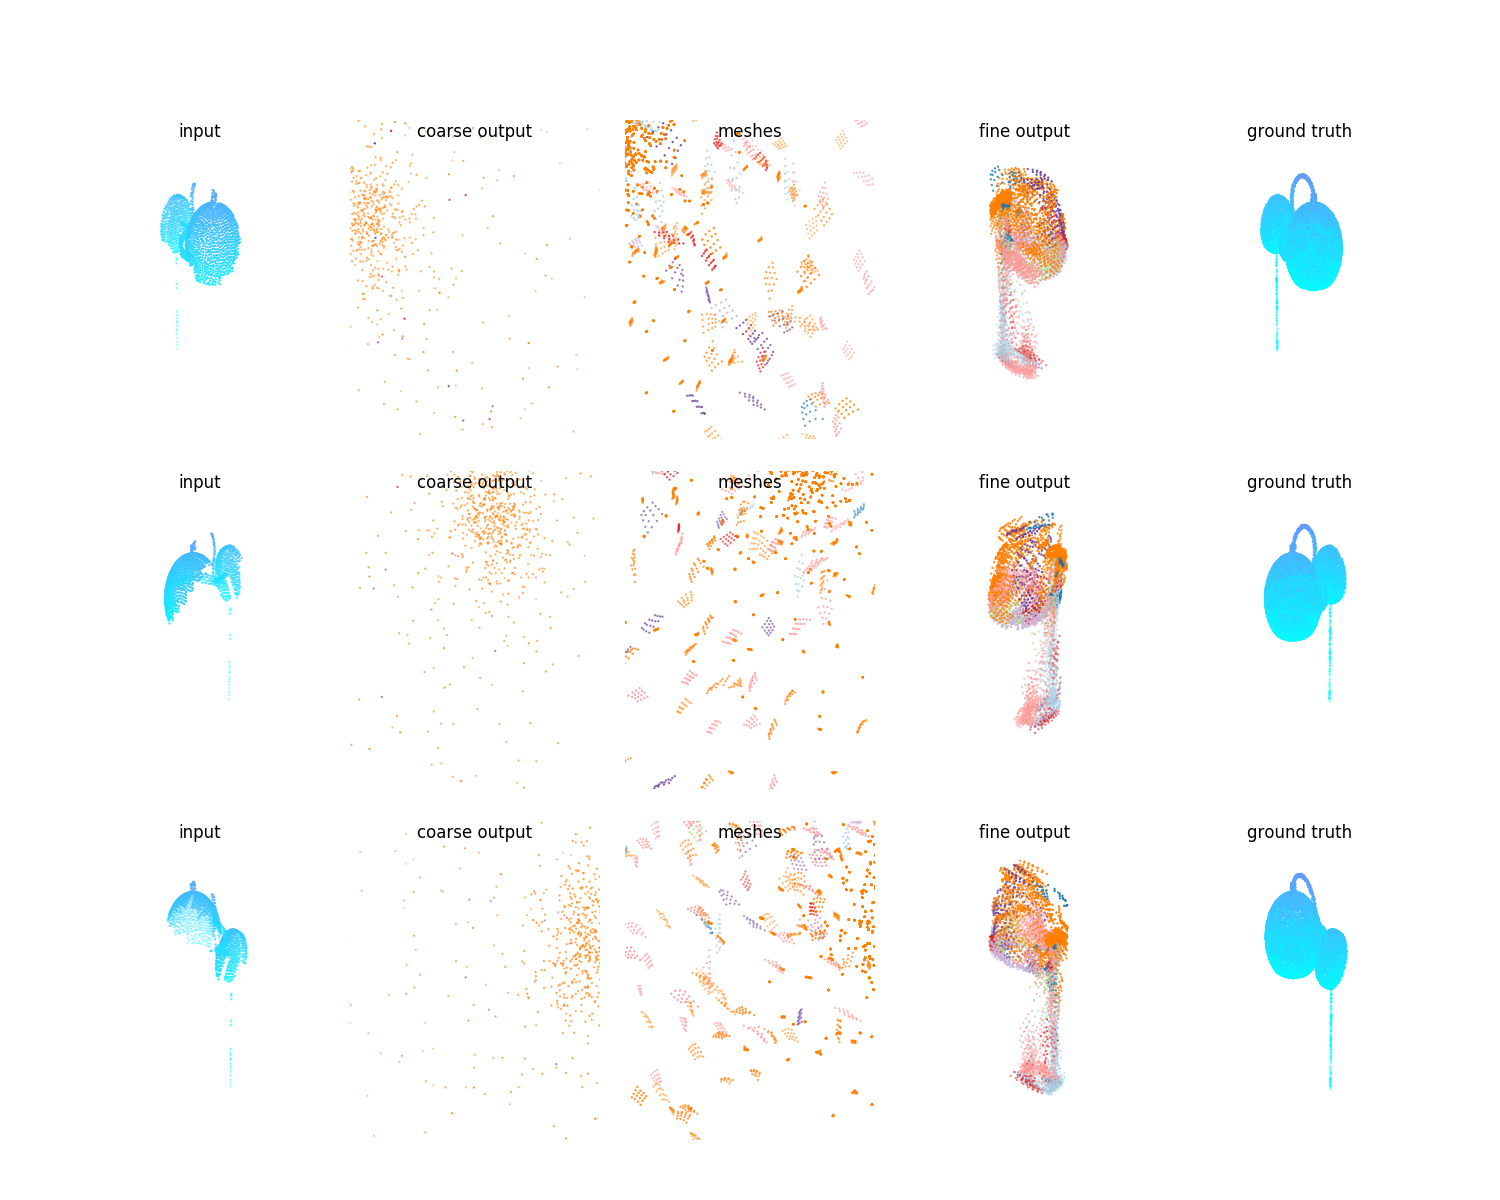 input
coarse output
meshes
fine output
ground truth
input
coarse output
meshes
fine output
ground truth
input
coarse output
meshes
fine output
ground truth